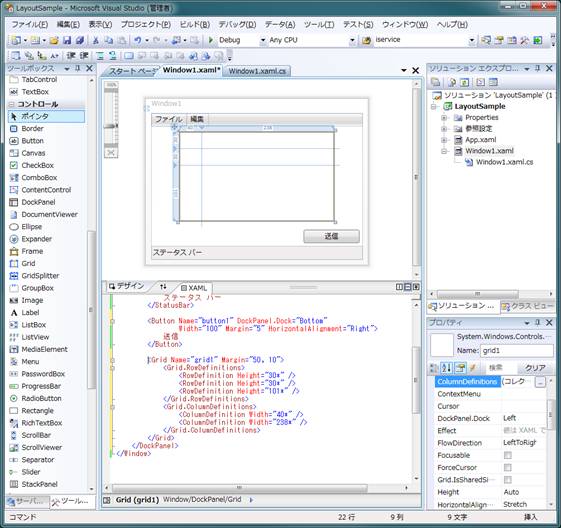 LayoutSample - Microsoft Visual Studio (管理者)
ファイル(F) 編集(E) 表示(V) プロジェクト(P) ビルド(B) デバッグ(D) データ(A) ツール(T) テスト(S) ウィンドウ(W) ヘルプ(H)
Debug Any CPU iservice
ツールボックス
TabControl
TextBox
コントロール
ポインタ
Border
Button
Canvas
CheckBox
ComboBox
ContentControl
DockPanel
DocumentViewer
Ellipse
Expander
Frame
Grid
GridSplitter
GroupBox
Image
Label
ListBox
ListView
MediaElement
Menu
PasswordBox
ProgressBar
RadioButton
Rectangle
RichTextBox
ScrollBar
ScrollViewer
Separator
Slider
StackPanel
サーバ... ツール...
スタート ページ Window1.xaml* Window1.xaml.cs
Window1
ファイル 編集
40 238
送信
ステータス バー
デザイン XAML
ステータス バー
</StatusBar>
<Button Name="button1" DockPanel.Dock="Bottom"
Width="100" Margin="5" HorizontalAlignment="Right">
送信
</Button>
<Grid Name="grid1" Margin="50, 10">
<Grid.RowDefinitions>
<RowDefinition Height="30*" />
<RowDefinition Height="30*" />
<RowDefinition Height="101*" />
</Grid.RowDefinitions>
<Grid.ColumnDefinitions>
<ColumnDefinition Width="40*" />
<ColumnDefinition Width="238*" />
</Grid.ColumnDefinitions>
</Grid>
</DockPanel>
</Window>
Grid (grid1) Window/DockPanel/Grid
ソリューション エクスプロ...
ソリューション 'LayoutSample' (1
LayoutSample
Properties
参照設定
App.xaml
Window1.xaml
Window1.xaml.cs
ソリューション ... クラス ビュー
プロパティ
System.Windows.Controls.
Name: grid1
検索 クリア
ColumnDefinitions (コレク ...
ContextMenu
Cursor
DockPanel.Dock Left
Effect 値は XAML で
FlowDirection LeftToRigh
Focusable
ForceCursor
Grid.IsSharedSi
Height Auto
HorizontalAlign Stretch
コマンド 22 行 9 列 9 文字 挿入